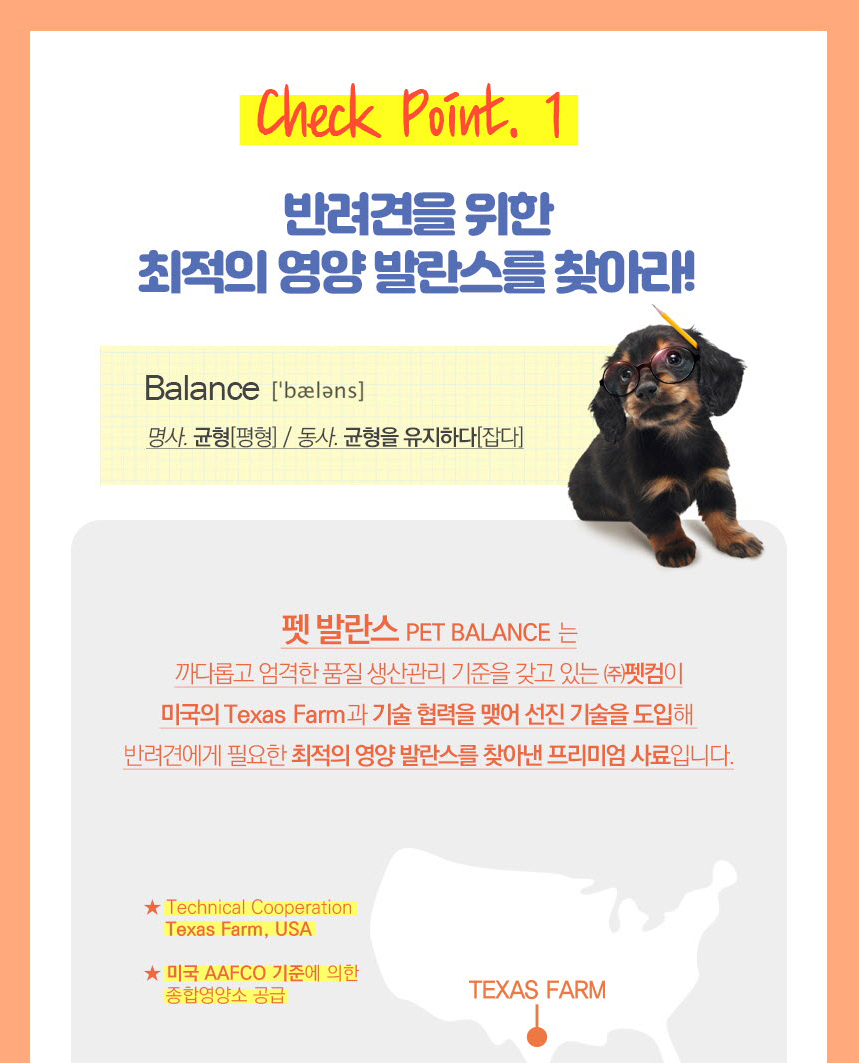 Check Point. 1
반려견을 위한
최적의 영양 발란스를 찾아라!
Balance ['bæləns]
명사. 균형[평형] / 동사. 균형을 유지하다[잡다]
펫 발란스 PET BALANCE 는
까다롭고 엄격한 품질 생산관리 기준을 갖고 있는 ㈜펫컴이
미국의 Texas Farm과 기술 협력을 맺어 선진 기술을 도입해
반려견에게 필요한 최적의 영양 발란스를 찾아낸 프리미엄 사료입니다.
★ Technical Cooperation
Texas Farm, USA
★ 미국 AAFCO 기준에 의한
종합영양소 공급
TEXAS FARM